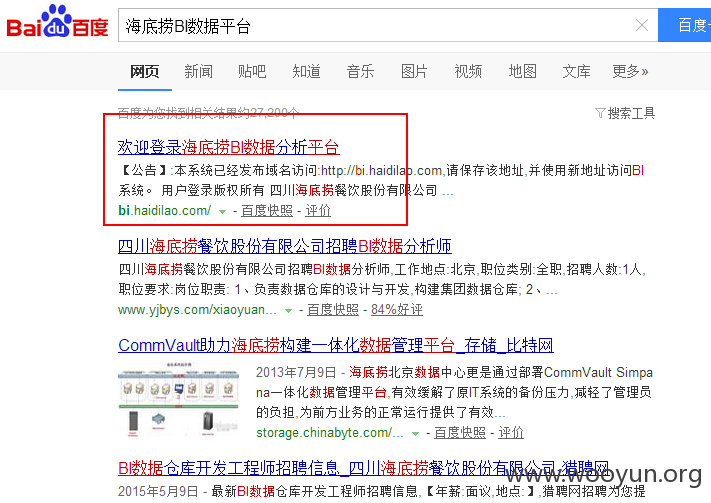 Bai du 百度
海底捞BI数据平台
百度一
网页 新闻 贴吧 知道 音乐 图片 视频 地图 文库 更多»
百度为您找到相关结果约27,200个
搜索工具
欢迎登录海底捞BI数据分析平台
【公告】:本系统已经发布域名访问:http://bi.haidilao.com,请保存该地址,并使用新地址访问BI
系统。 用户登录版权所有 四川海底捞餐饮股份有限公司 ...
bi.haidilao.com/ - 百度快照 - 评价
四川海底捞餐饮股份有限公司招聘BI数据分析师
四川海底捞餐饮股份有限公司招聘BI数据分析师,工作地点:北京,职位类别:全职,招聘人数:1人,
职位要求:岗位职责: 1、负责数据仓库的设计与开发,构建集团数据仓库; 2、...
www.yjbys.com/xiaoyuan... - 百度快照 - 84%好评
CommVault助力海底捞构建一体化数据管理平台_存储_比特网
2013年7月9日 - 海底捞北京数据中心更是通过部署CommVault Simpa
na一体化数据管理平台,有效缓解了原IT系统的备份压力,减轻了管理员
的负担,为前方业务的正常运行提供了有效...
storage.chinabyte.com/... - 百度快照 - 评价
BI数据仓库开发工程师招聘信息_四川海底捞餐饮股份有限公司-猎聘网
2015年5月9日 - 最新BI数据仓库开发工程师招聘信息,【年薪:面议,地点:】,猎聘网招聘为您提
www.wooyun.org